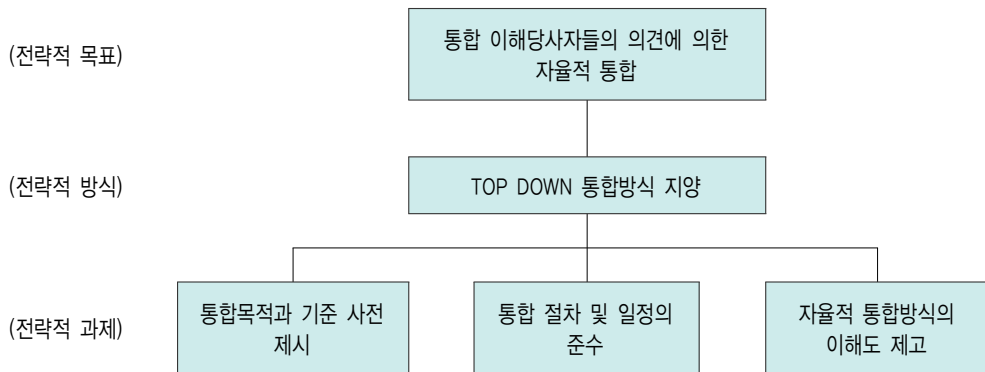 (전략적 목표)
통합 이해당사자들의 의견에 의한
자율적 통합
(전략적 방식)
TOP DOWN 통합방식 지양
(전략적 과제)
통합목적과 기준 사전
제시
통합 절차 및 일정의
준수
자율적 통합방식의
이해도 제고